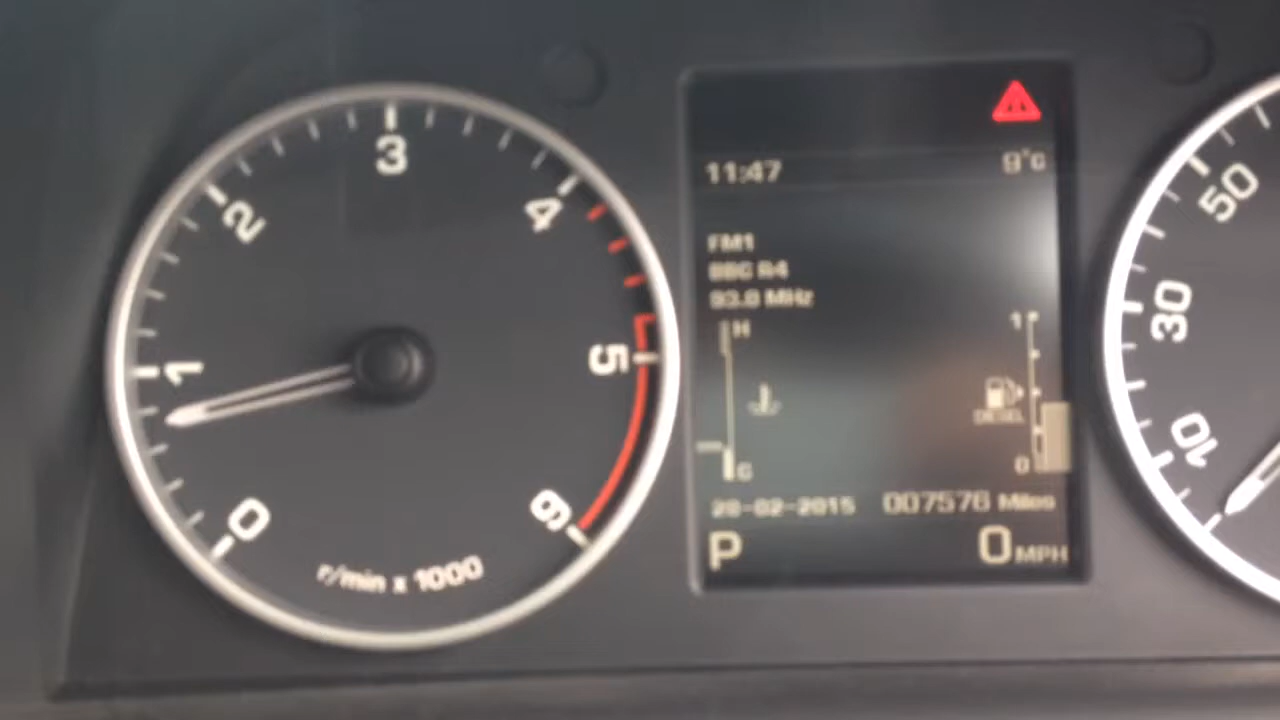 0
1
2
3
4
5
6
r/min x 1000
11:47
9°C
FM1
BBC R4
93.8 MHz
H
C
1
DIESEL
0
28-02-2015
007576 Miles
P
0 MPH
10
30
50